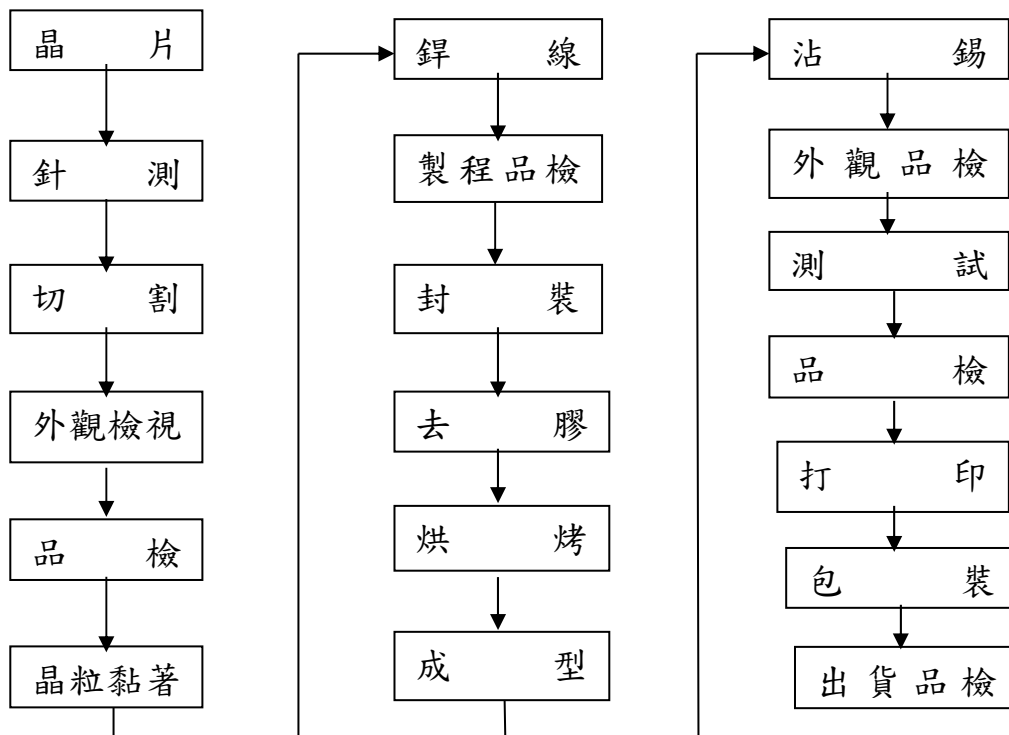 晶片
針測
切割
外觀檢視
品檢
晶粒黏著
銲線
製程品檢
封裝
去膠
烘烤
成型
沾錫
外觀品檢
測試
品檢
打印
包裝
出貨品檢